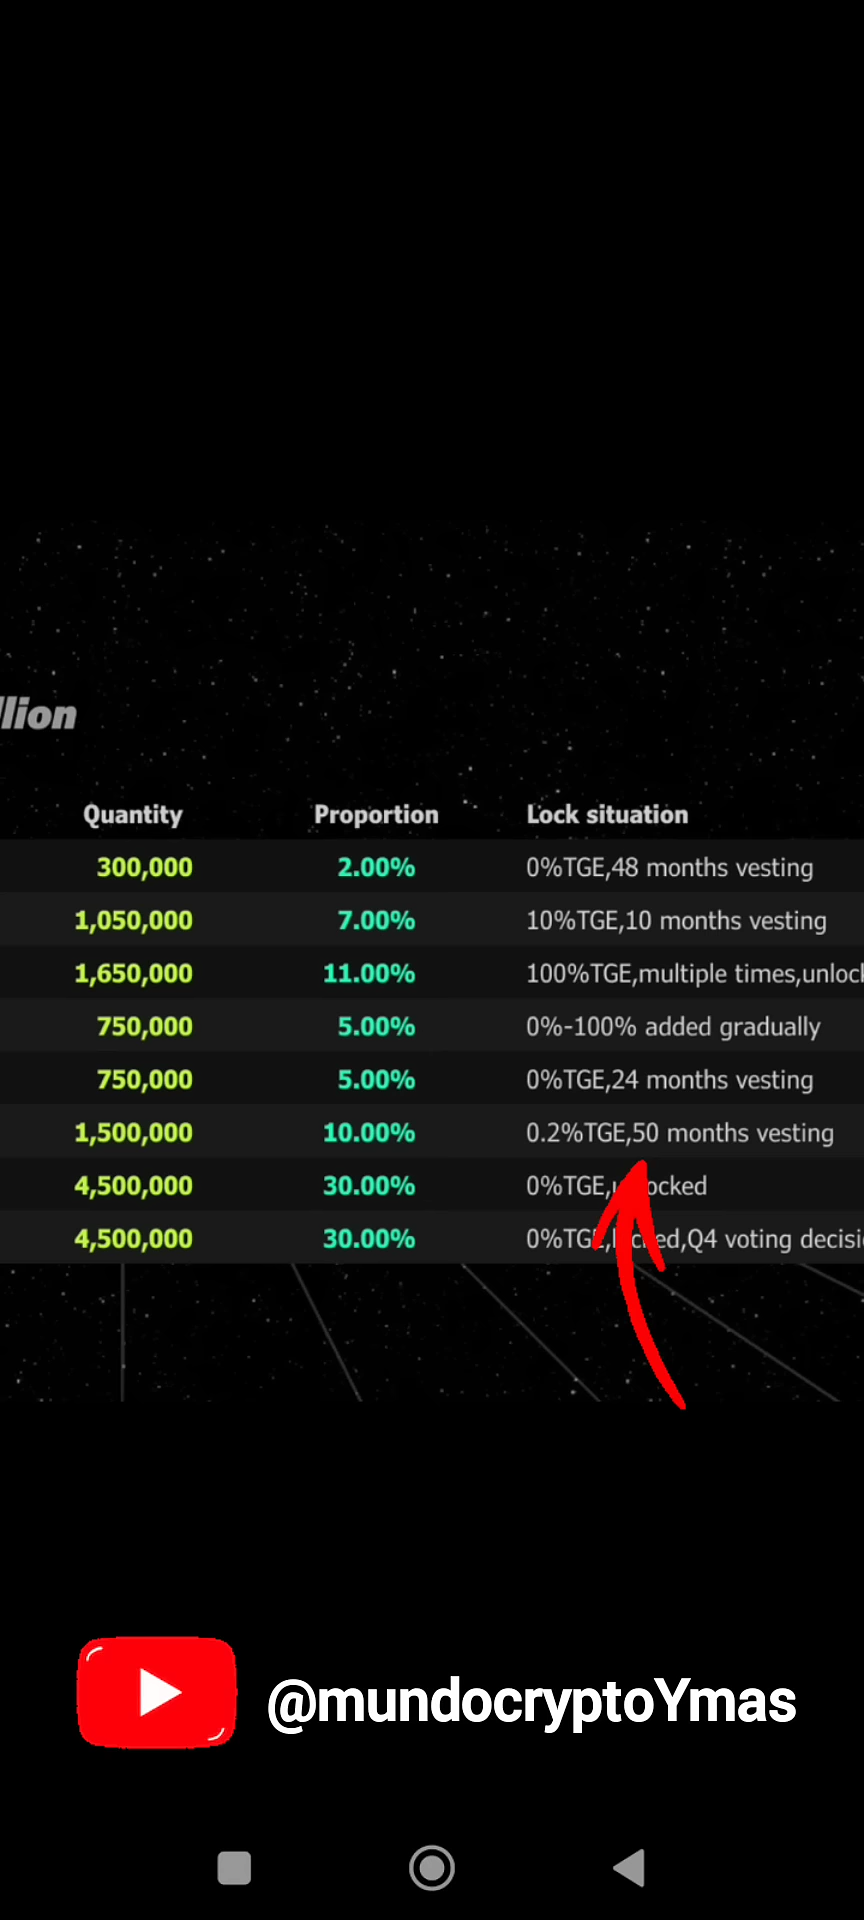 llion
Quantity Proportion Lock situation
300,000 2.00% 0%TGE,48 months vesting
1,050,000 7.00% 10%TGE,10 months vesting
1,650,000 11.00% 100%TGE,multiple times,unlock
750,000 5.00% 0%-100% added gradually
750,000 5.00% 0%TGE,24 months vesting
1,500,000 10.00% 0.2%TGE,50 months vesting
4,500,000 30.00% 0%TGE,
4,500,000 30.00% 0%TGE,locked,Q4 voting decisi
@mundocryptoYmas